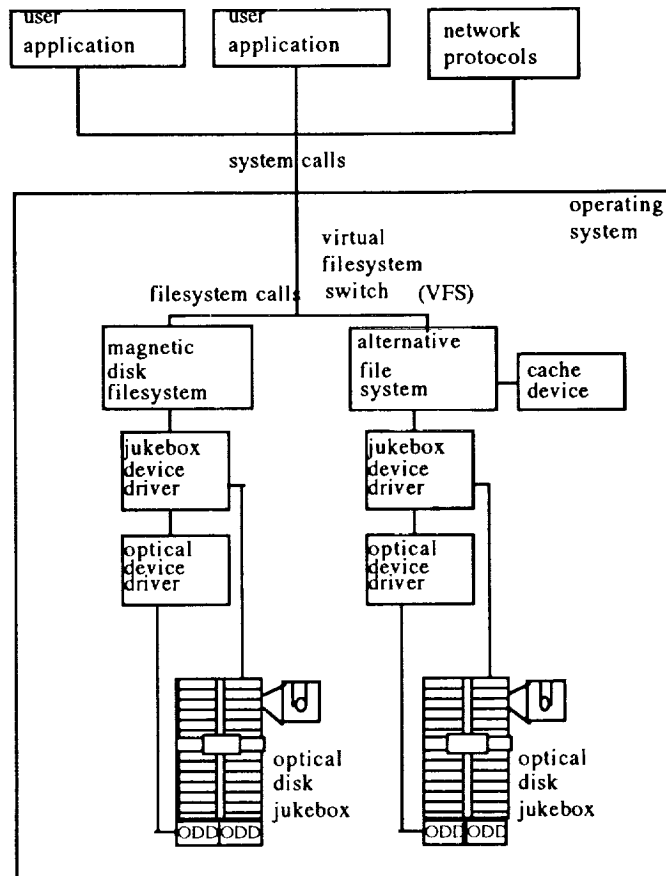 user
application
user
application
network
protocols
system calls
operating
system
virtual
filesystem
switch (VFS)
filesystem calls
magnetic
disk
filesystem
alternative
file
system
cache
device
jukebox
device
driver
jukebox
device
driver
optical
device
driver
optical
device
driver
optical
disk
jukebox
optical
disk
jukebox
ODD ODD
ODD ODD